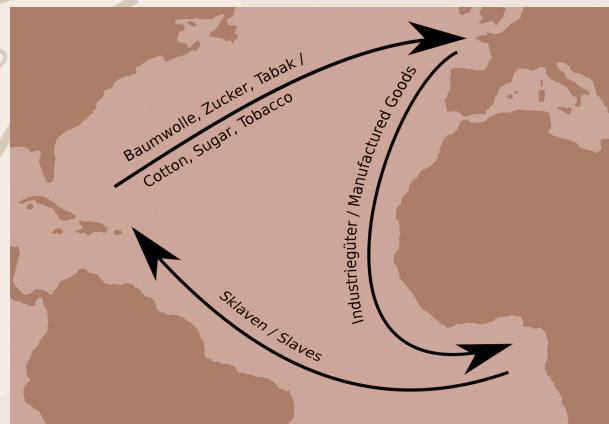 Baumwolle, Zucker, Tabak /
Cotton, Sugar, Tobacco
Industriegüter / Manufactured Goods
Sklaven / Slaves